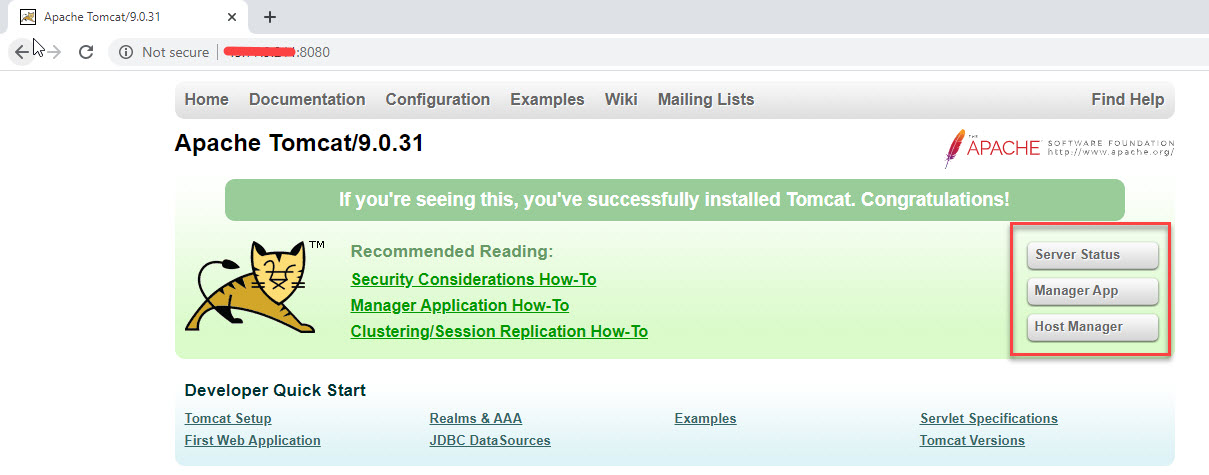 Apache Tomcat/9.0.31
Not secure :8080
Home Documentation Configuration Examples Wiki Mailing Lists Find Help
Apache Tomcat/9.0.31
THE APACHE SOFTWARE FOUNDATION
http://www.apache.org/
If you're seeing this, you've successfully installed Tomcat. Congratulations!
TM
Recommended Reading:
Security Considerations How-To
Manager Application How-To
Clustering/Session Replication How-To
Server Status
Manager App
Host Manager
Developer Quick Start
Tomcat Setup Realms & AAA Examples Servlet Specifications
First Web Application JDBC DataSources Tomcat Versions